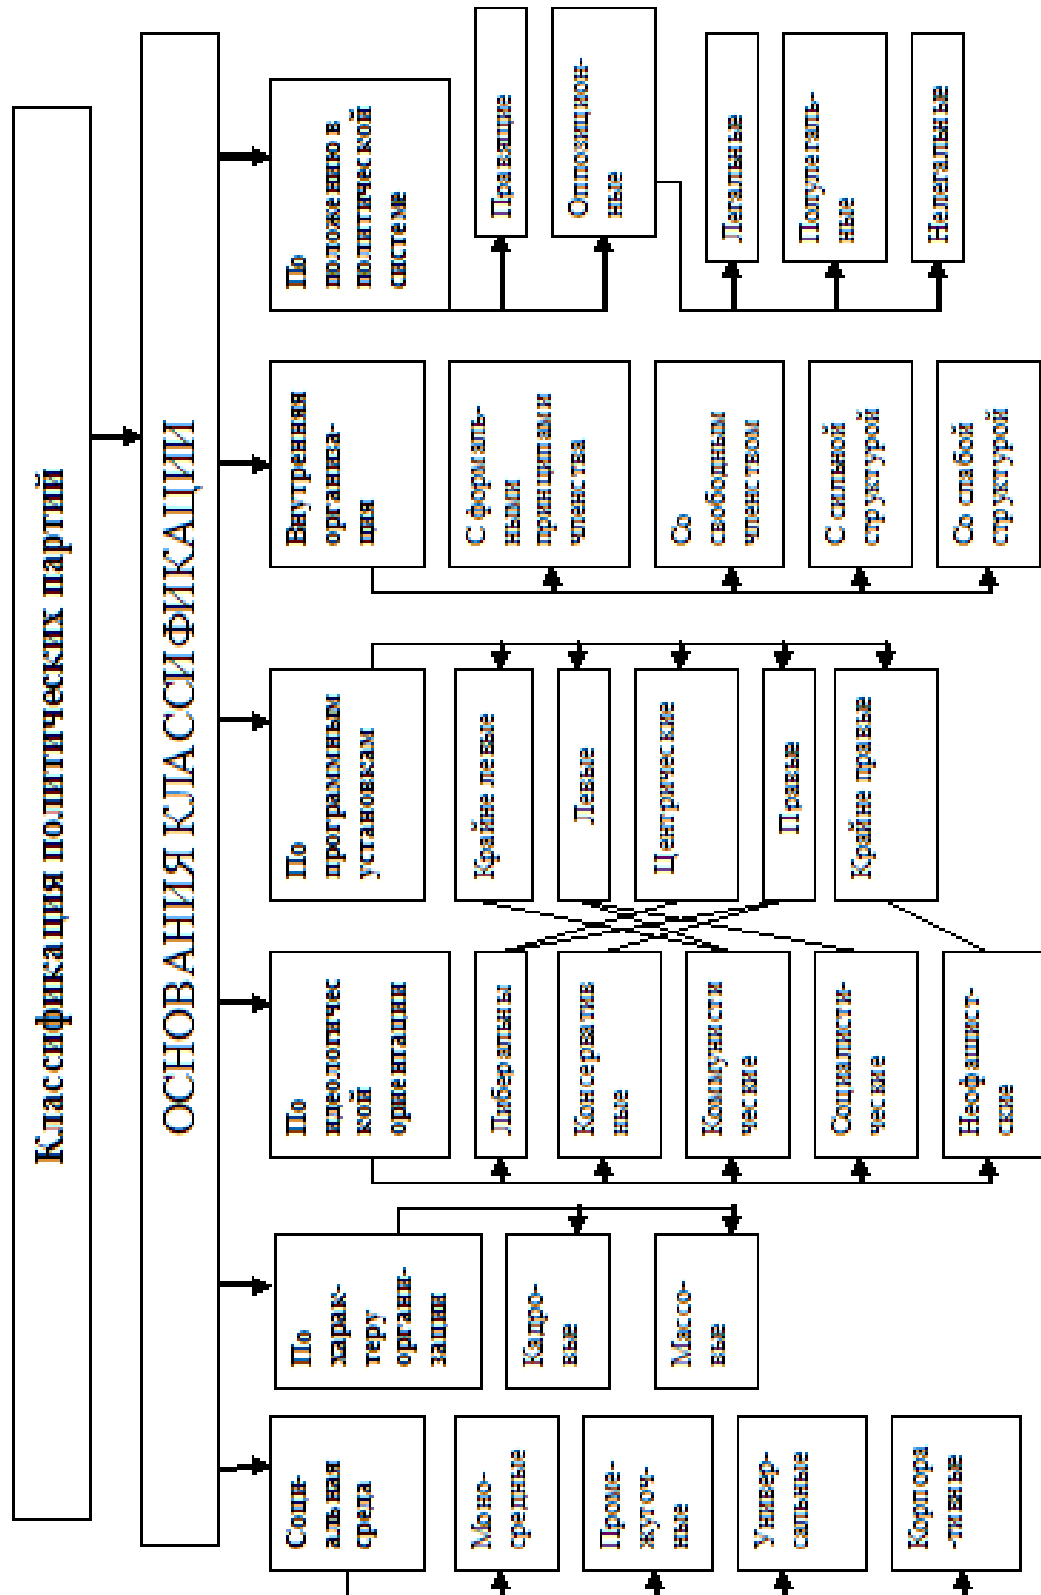 Классификация политических партий
ОСНОВАНИЯ КЛАССИФИКАЦИИ
Соци-
альная
среда
Моно-
средные
Проме-
жуточ-
ные
Универ-
сальные
Корпора
-тивные
По
харак-
теру
органи-
зации
Кадро-
вые
Массо-
вые
По
идеологичес
кой
ориентации
Либеральны
Консерватив
ные
Коммунисти
ческие
Социалисти-
ческие
Неофашист-
ские
По
программным
установкам
Крайне левые
Левые
Центрические
Правые
Крайне правые
Внутренняя
организа-
ция
С формаль-
ными
принципами
членства
Со
свободным
членством
С сильной
структурой
Со слабой
структурой
По
положению в
политической
системе
Правящие
Оппозицион-
ные
Легальные
Полулегаль-
ные
Нелегальные